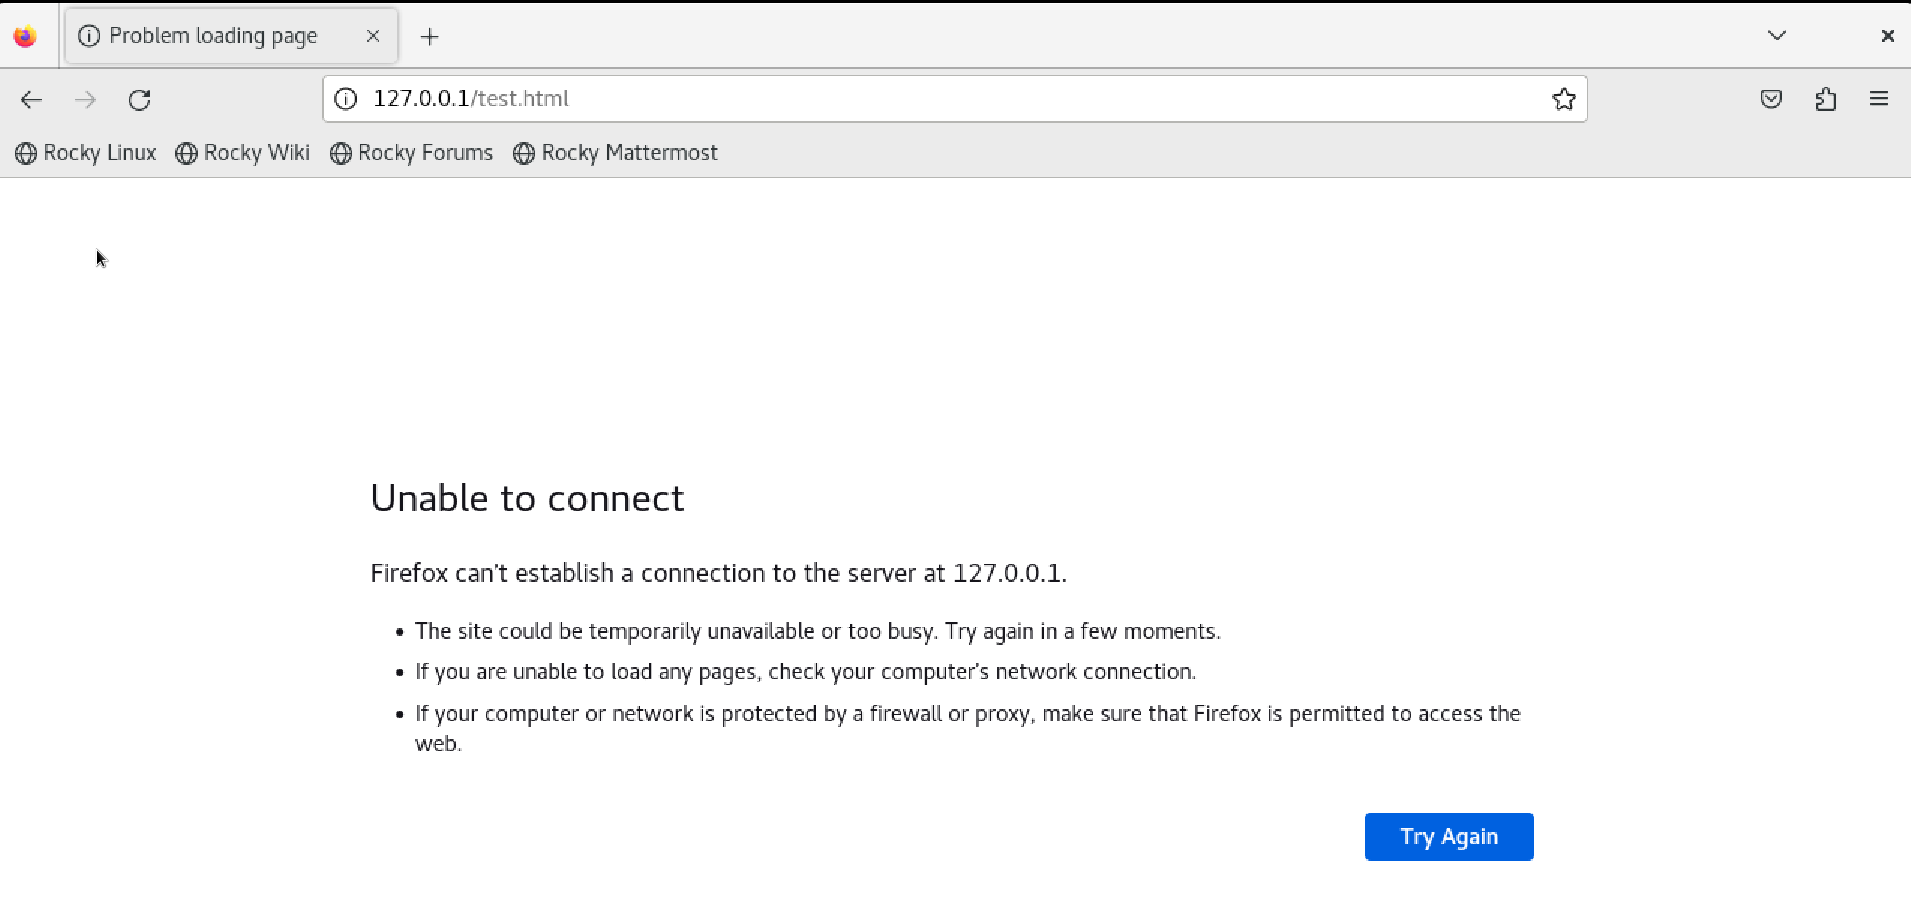 Problem loading page
127.0.0.1/test.html
Rocky Linux Rocky Wiki Rocky Forums Rocky Mattermost
Unable to connect
Firefox can’t establish a connection to the server at 127.0.0.1.
• The site could be temporarily unavailable or too busy. Try again in a few moments.
• If you are unable to load any pages, check your computer’s network connection.
• If your computer or network is protected by a firewall or proxy, make sure that Firefox is permitted to access the
web.
Try Again